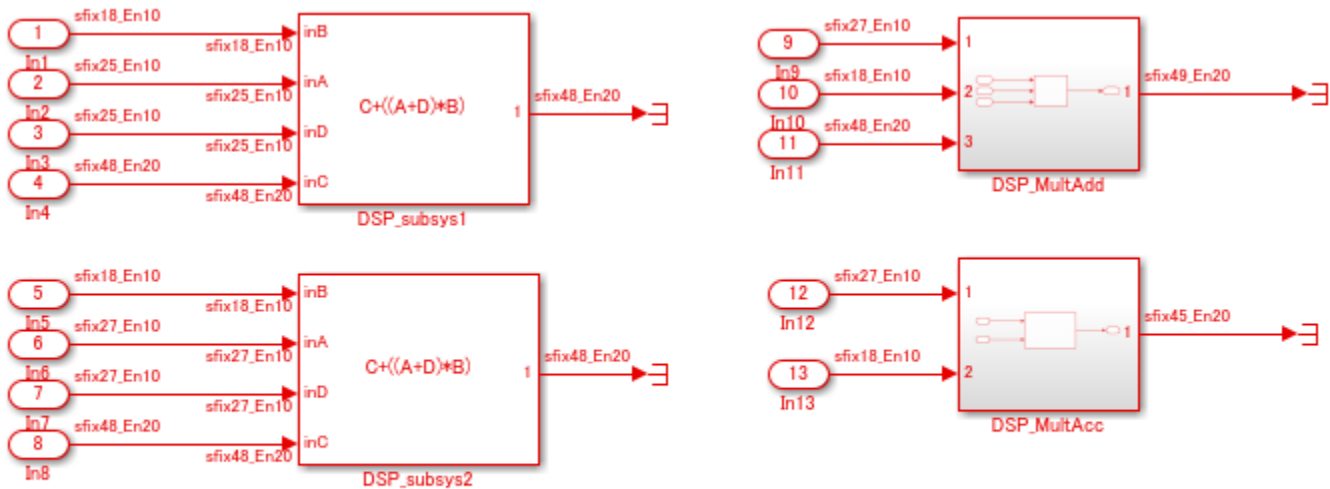 sfix18_En10
1
In1
sfix18_En10
inB
sfix25_En10
2
In2
sfix25_En10
inA
sfix25_En10
3
In3
sfix25_En10
inD
sfix48_En20
4
In4
sfix48_En20
inC
C+((A+D)*B)
1
sfix48_En20
DSP_subsys1
sfix27_En10
9
In9
1
sfix18_En10
10
In10
2
sfix48_En20
11
In11
3
1
sfix49_En20
DSP_MultAdd
sfix18_En10
5
In5
sfix18_En10
inB
sfix27_En10
6
In6
sfix27_En10
inA
sfix27_En10
7
In7
sfix27_En10
inD
sfix48_En20
8
In8
sfix48_En20
inC
C+((A+D)*B)
1
sfix48_En20
DSP_subsys2
sfix27_En10
12
In12
1
sfix18_En10
13
In13
2
1
sfix45_En20
DSP_MultAcc